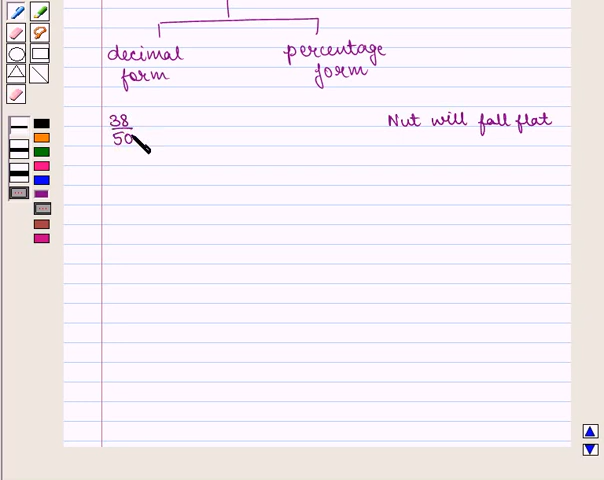 decimal form
percentage form
38
50
Nut will fall flat